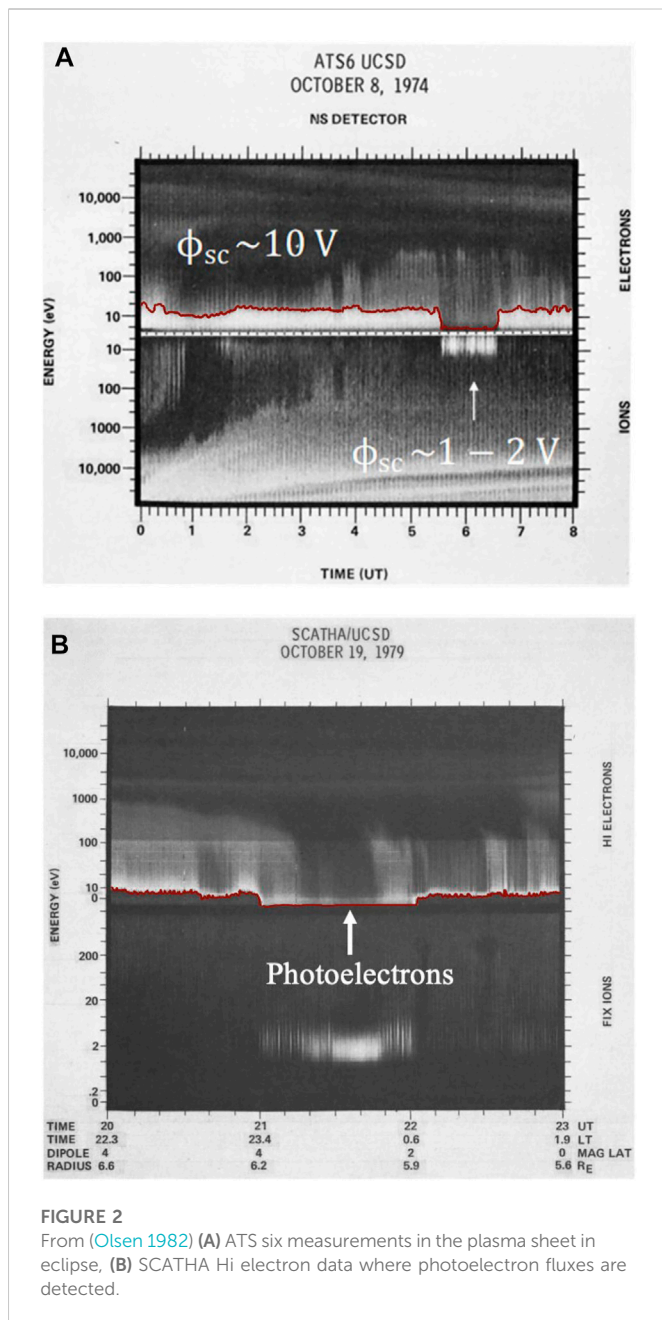 A
ATS6 UCSD
OCTOBER 8, 1974
NS DETECTOR
10,000
1,000
100
10
10
100
1000
10,000
ENERGY (eV)
ELECTRONS
IONS
ϕsc ~10 V
ϕsc ~1 − 2 V
0 1 2 3 4 5 6 7 8
TIME (UT)
B
SCATHA/UCSD
OCTOBER 19, 1979
10,000
1000
100
10
0
200
20
2
.2
0
ENERGY (eV)
HI ELECTRONS
FIX IONS
Photoelectrons
TIME 20 21 22 23 UT
TIME 22.3 23.4 0.6 1.9 LT
DIPOLE 4 4 2 0 MAG LAT
RADIUS 6.6 6.2 5.9 5.6 RE
FIGURE 2
From (Olsen 1982) (A) ATS six measurements in the plasma sheet in
eclipse, (B) SCATHA Hi electron data where photoelectron fluxes are
detected.